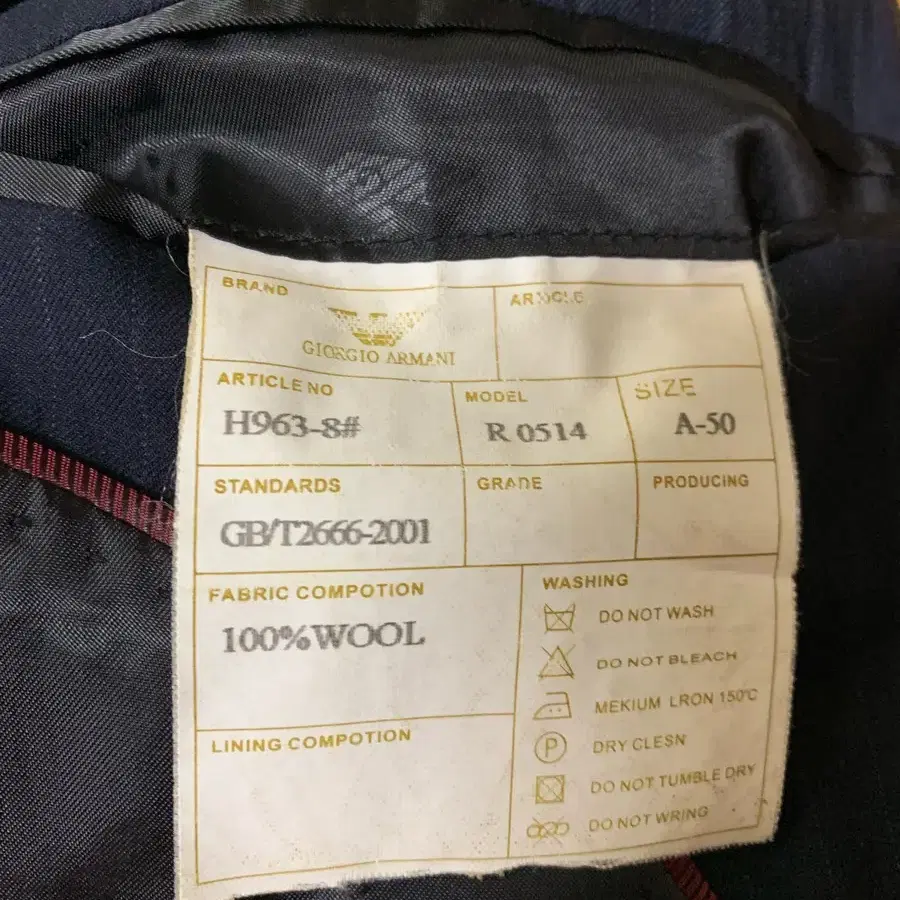 BRAND
GIORGIO ARMANI
ARTICLE
ARTICLE NO
H963-8#
MODEL
R 0514
SIZE
A-50
STANDARDS
GB/T2666-2001
GRADE
PRODUCING
FABRIC COMPOTION
100%WOOL
LINING COMPOTION
WASHING
DO NOT WASH
DO NOT BLEACH
MEKIUM LRON 150°C
P
DRY CLESN
DO NOT TUMBLE DRY
DO NOT WRING